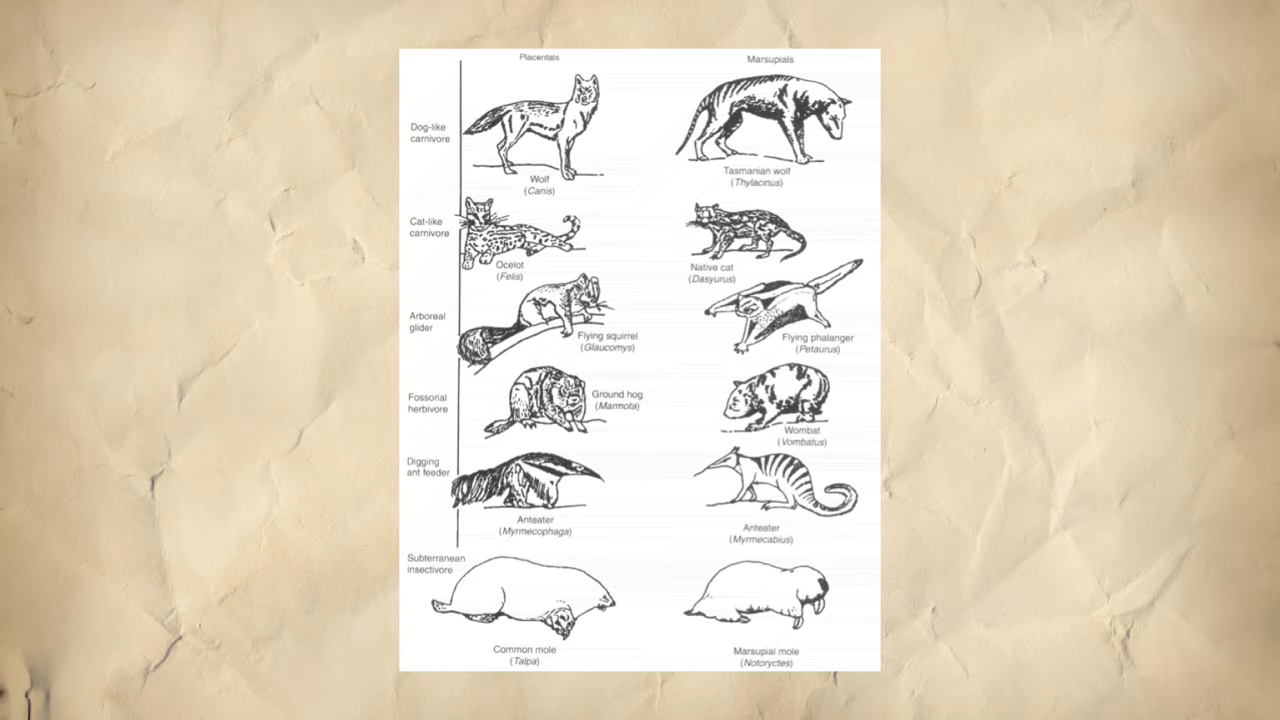 Placentals
Marsupials
Dog-like
carnivore
Wolf
(Canis)
Tasmanian wolf
(Thylacinus)
Cat-like
carnivore
Ocelot
(Felis)
Native cat
(Dasyurus)
Arboreal
glider
Flying squirrel
(Glaucomys)
Flying phalanger
(Petaurus)
Fossorial
herbivore
Ground hog
(Marmota)
Wombat
(Vombatus)
Digging
ant feeder
Anteater
(Myrmecophaga)
Anteater
(Myrmecabius)
Subterranean
insectivore
Common mole
(Talpa)
Marsupial mole
(Notoryctes)